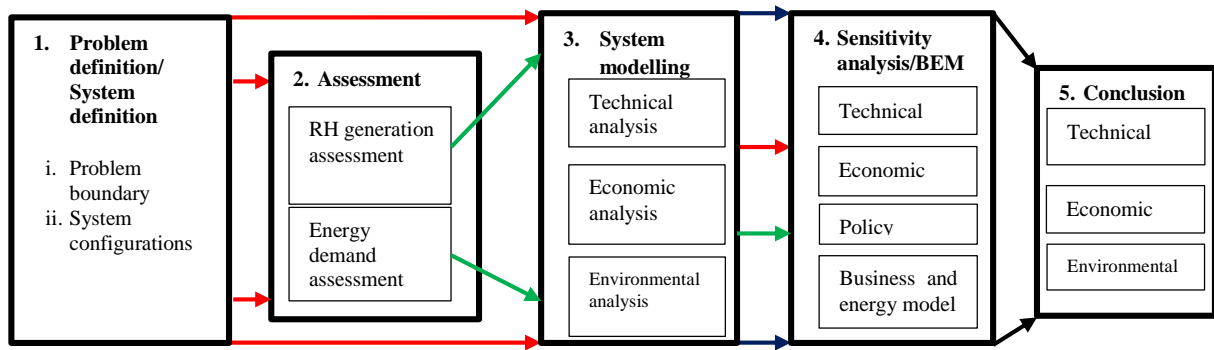 1. Problem
definition/
System
definition
i. Problem
boundary
ii. System
configurations
2. Assessment
RH generation
assessment
Energy
demand
assessment
3. System
modelling
Technical
analysis
Economic
analysis
Environmental
analysis
4. Sensitivity
analysis/BEM
Technical
Economic
Policy
Business and
energy model
5. Conclusion
Technical
Economic
Environmental